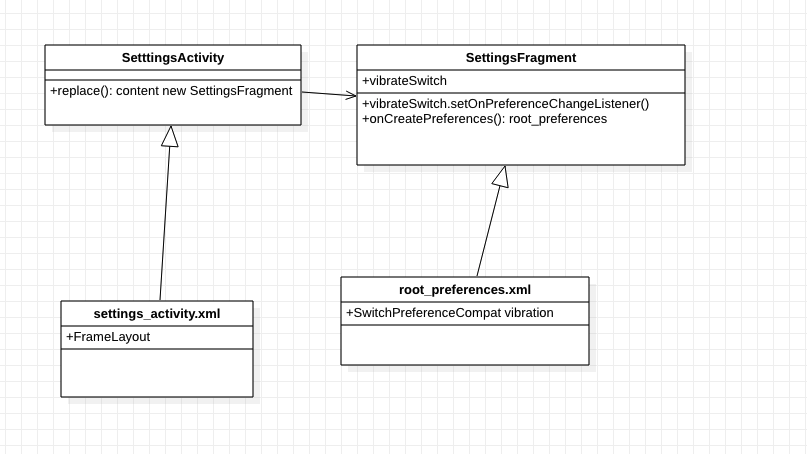 SetttingsActivity
+replace(): content new SettingsFragment
SettingsFragment
+vibrateSwitch
+vibrateSwitch.setOnPreferenceChangeListener()
+onCreatePreferences(): root_preferences
settings_activity.xml
+FrameLayout
root_preferences.xml
+SwitchPreferenceCompat vibration